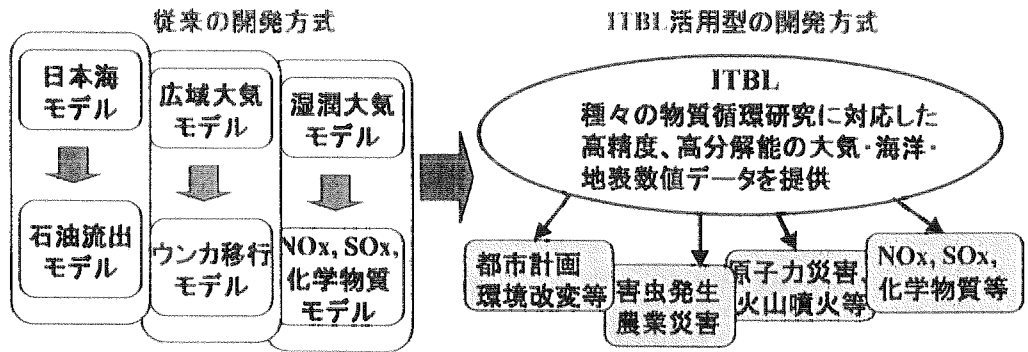 従来の開発方式
日本海
モデル
石油流出
モデル
広域大気
モデル
ウンカ移行
モデル
湿潤大気
モデル
NOx, SOx,
化学物質
モデル
ITBL活用型の開発方式
ITBL
種々の物質循環研究に対応した
高精度、高分解能の大気・海洋・
地表数値データを提供
都市計画
環境改変等
害虫発生
農業災害
原子力災害、
火山噴火等
NOx, SOx,
化学物質等